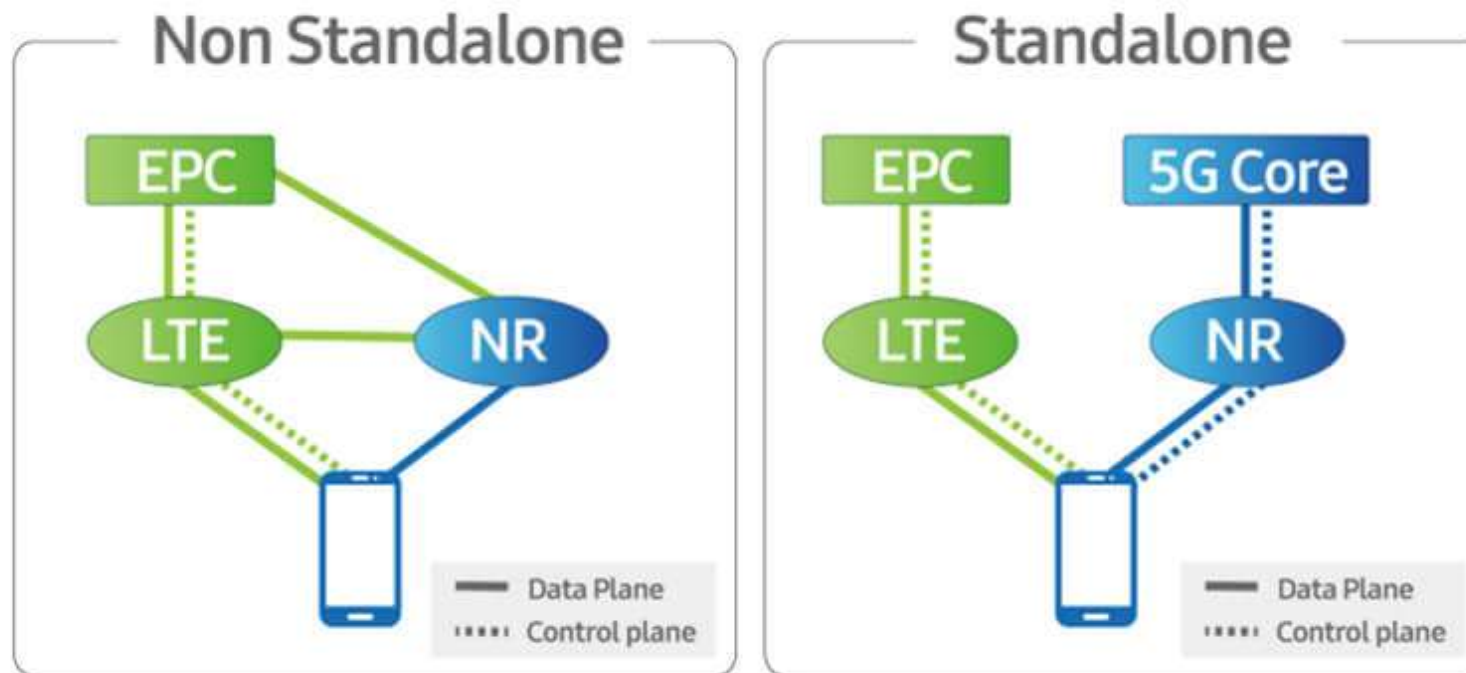 Non Standalone
EPC
LTE
NR
Data Plane
Control plane
Standalone
EPC
5G Core
LTE
NR
Data Plane
Control plane